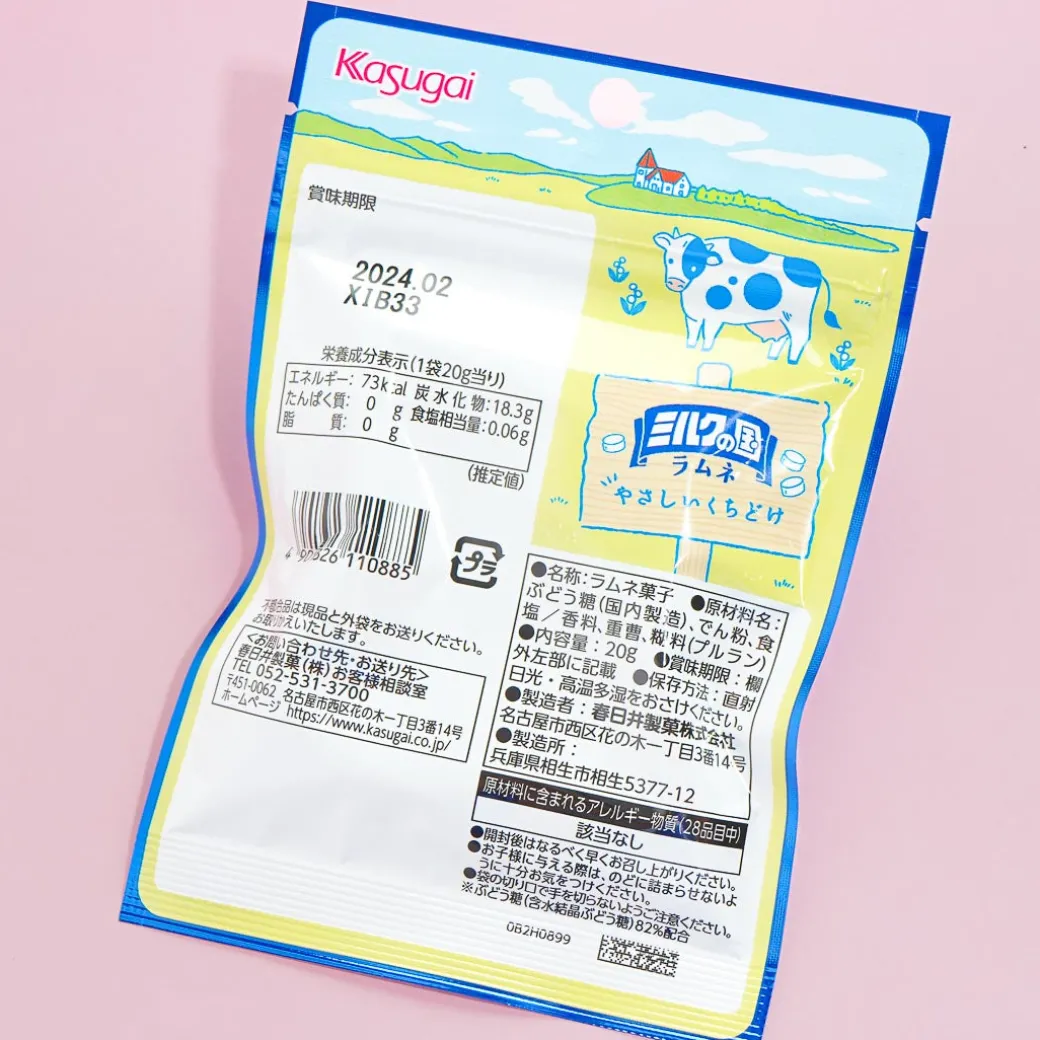 Kasugai
賞味期限
2024.02
XIB33
栄養成分表示(1袋20g当り)
エネルギー: 73kcal 炭水化物:18.3g
たんぱく質: 0 g 食塩相当量:0.06g
脂 質: 0 g
(推定値)
110885
プラ
不良品は現品と外袋をお送りください。
お取替えいたします。
<お問い合わせ先・お送り先>
春日井製菓(株)お客様相談室
TEL 052-531-3700
〒451-0062 名古屋市西区花の木一丁目3番14号
ホームページ https://www.kasugai.co.jp/
ミルクの国
ラムネ
やさしいくちどけ
●名称:ラムネ菓子 ●原材料名:
ぶどう糖(国内製造)、でん粉、食
塩/香料、重曹、糊料(プルラン)
●内容量:20g ●賞味期限:欄
外左部に記載 ●保存方法:直射
日光・高温多湿をおさけください。
●製造者:春日井製菓株式会社
名古屋市西区花の木一丁目3番14号
●製造所:
兵庫県相生市相生5377-12
原材料に含まれるアレルギー物質(28品目中)
該当なし
●開封後はなるべく早くお召し上がりください。
●お子様に与える際は、のどに詰まらせないよ
うに十分お気をつけください。
●袋の切り口で手を切らないようご注意ください。
※ぶどう糖(含水結晶ぶどう糖)82%配合
0B2H0899